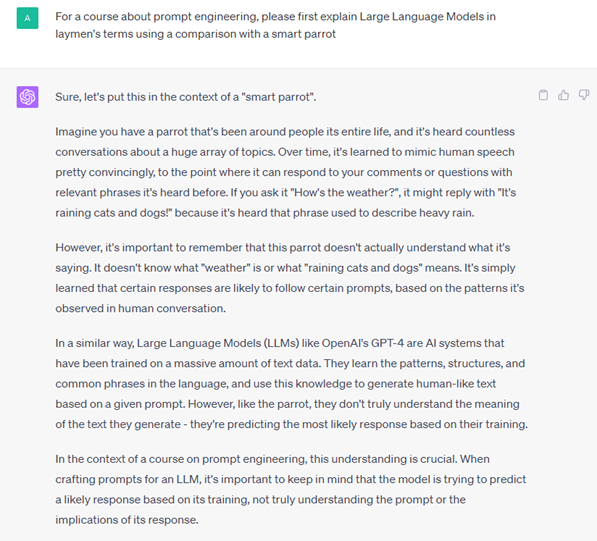 A
For a course about prompt engineering, please first explain Large Language Models in
laymen's terms using a comparison with a smart parrot
Sure, let's put this in the context of a "smart parrot".
Imagine you have a parrot that's been around people its entire life, and it's heard countless
conversations about a huge array of topics. Over time, it's learned to mimic human speech
pretty convincingly, to the point where it can respond to your comments or questions with
relevant phrases it's heard before. If you ask it "How's the weather?", it might reply with "It's
raining cats and dogs!" because it's heard that phrase used to describe heavy rain.
However, it's important to remember that this parrot doesn't actually understand what it's
saying. It doesn't know what "weather" is or what "raining cats and dogs" means. It's simply
learned that certain responses are likely to follow certain prompts, based on the patterns it's
observed in human conversation.
In a similar way, Large Language Models (LLMs) like OpenAI's GPT-4 are AI systems that
have been trained on a massive amount of text data. They learn the patterns, structures, and
common phrases in the language, and use this knowledge to generate human-like text
based on a given prompt. However, like the parrot, they don't truly understand the meaning
of the text they generate - they're predicting the most likely response based on their training.
In the context of a course on prompt engineering, this understanding is crucial. When
crafting prompts for an LLM, it's important to keep in mind that the model is trying to predict
a likely response based on its training, not truly understanding the prompt or the
implications of its response.